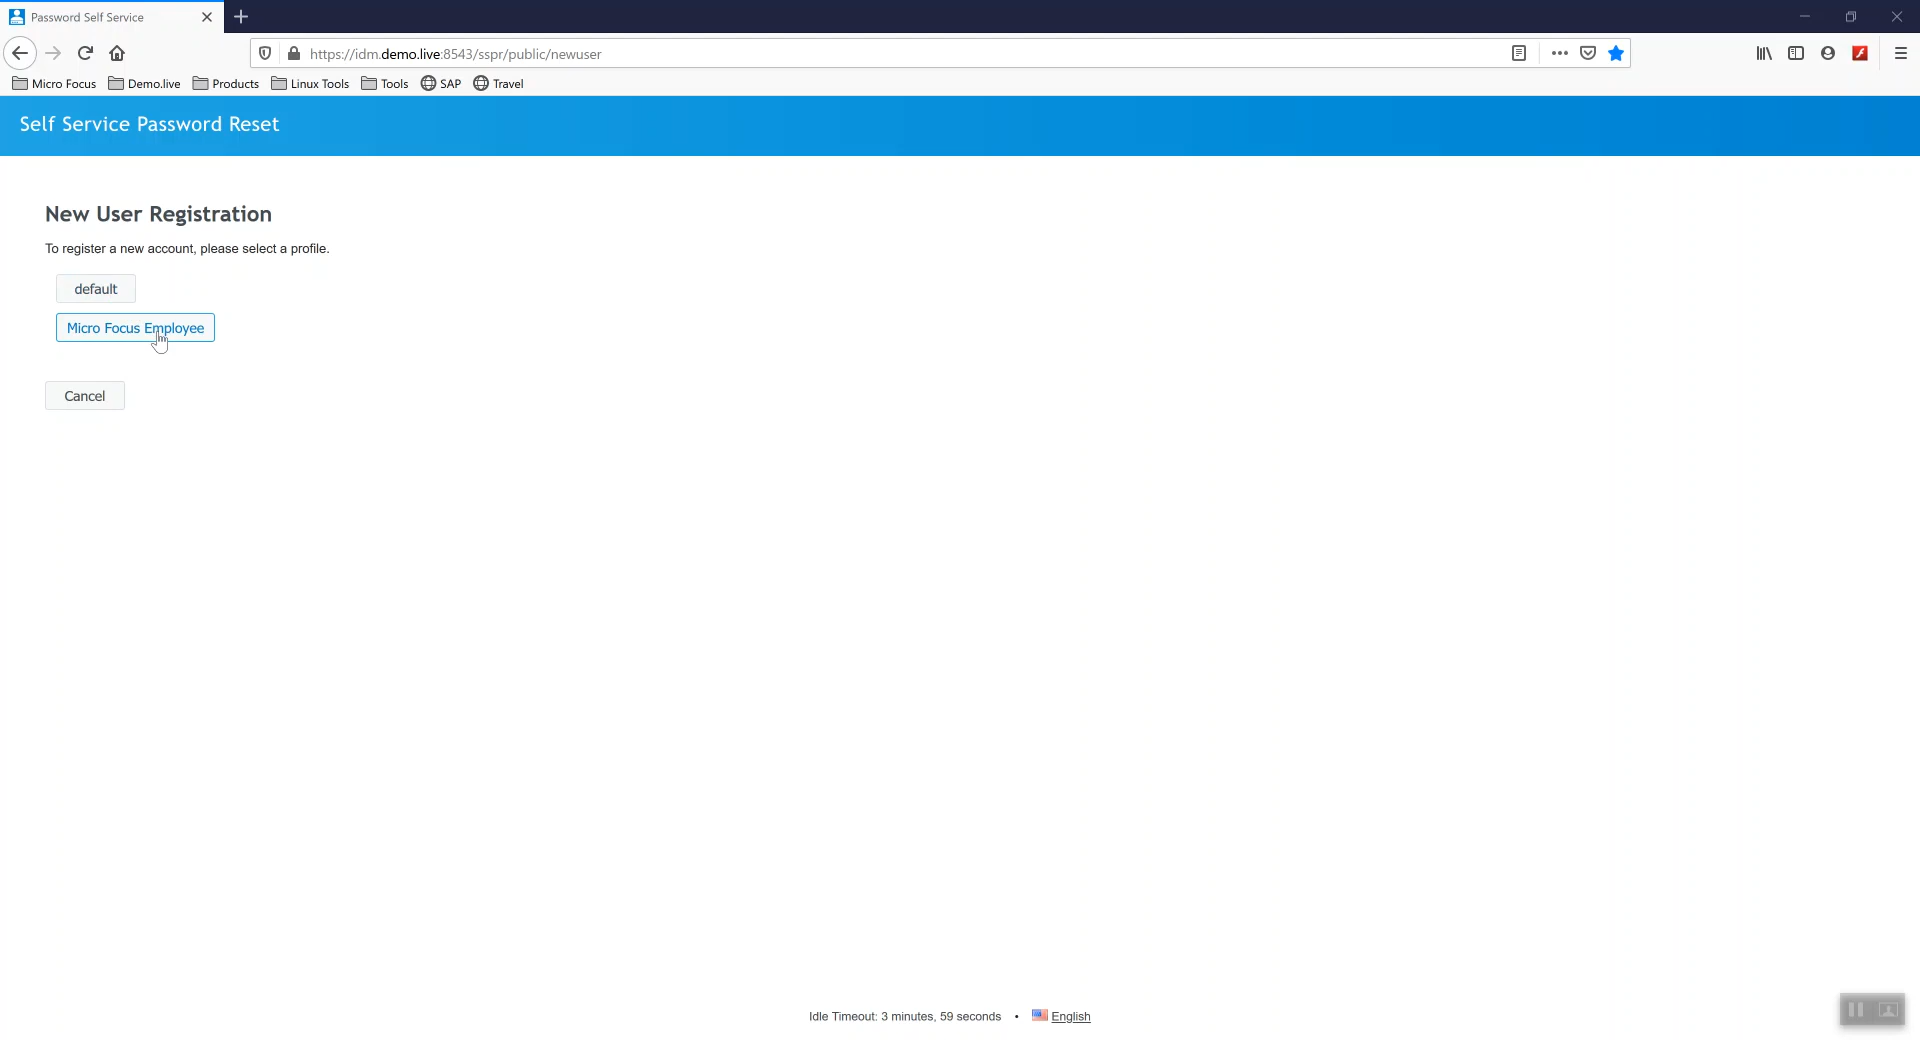 Password Self Service
https://idm.demo.live:8543/sspr/public/newuser
Micro Focus Demo.live Products Linux Tools Tools SAP Travel
Self Service Password Reset
New User Registration
To register a new account, please select a profile.
default
Micro Focus Employee
Cancel
Idle Timeout: 3 minutes, 59 seconds • English